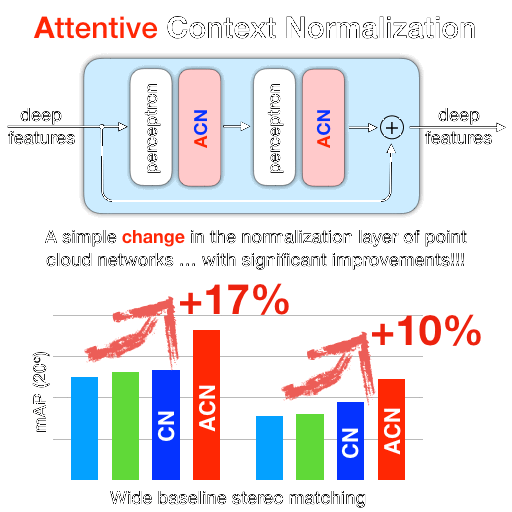 Attentive Context Normalization
deep
features
perceptron
ACN
perceptron
ACN
+
deep
features
A simple change in the normalization layer of point
cloud networks ... with significant improvements!!!
+17%
+10%
mAP (20°)
CN
ACN
CN
ACN
Wide baseline stereo matching